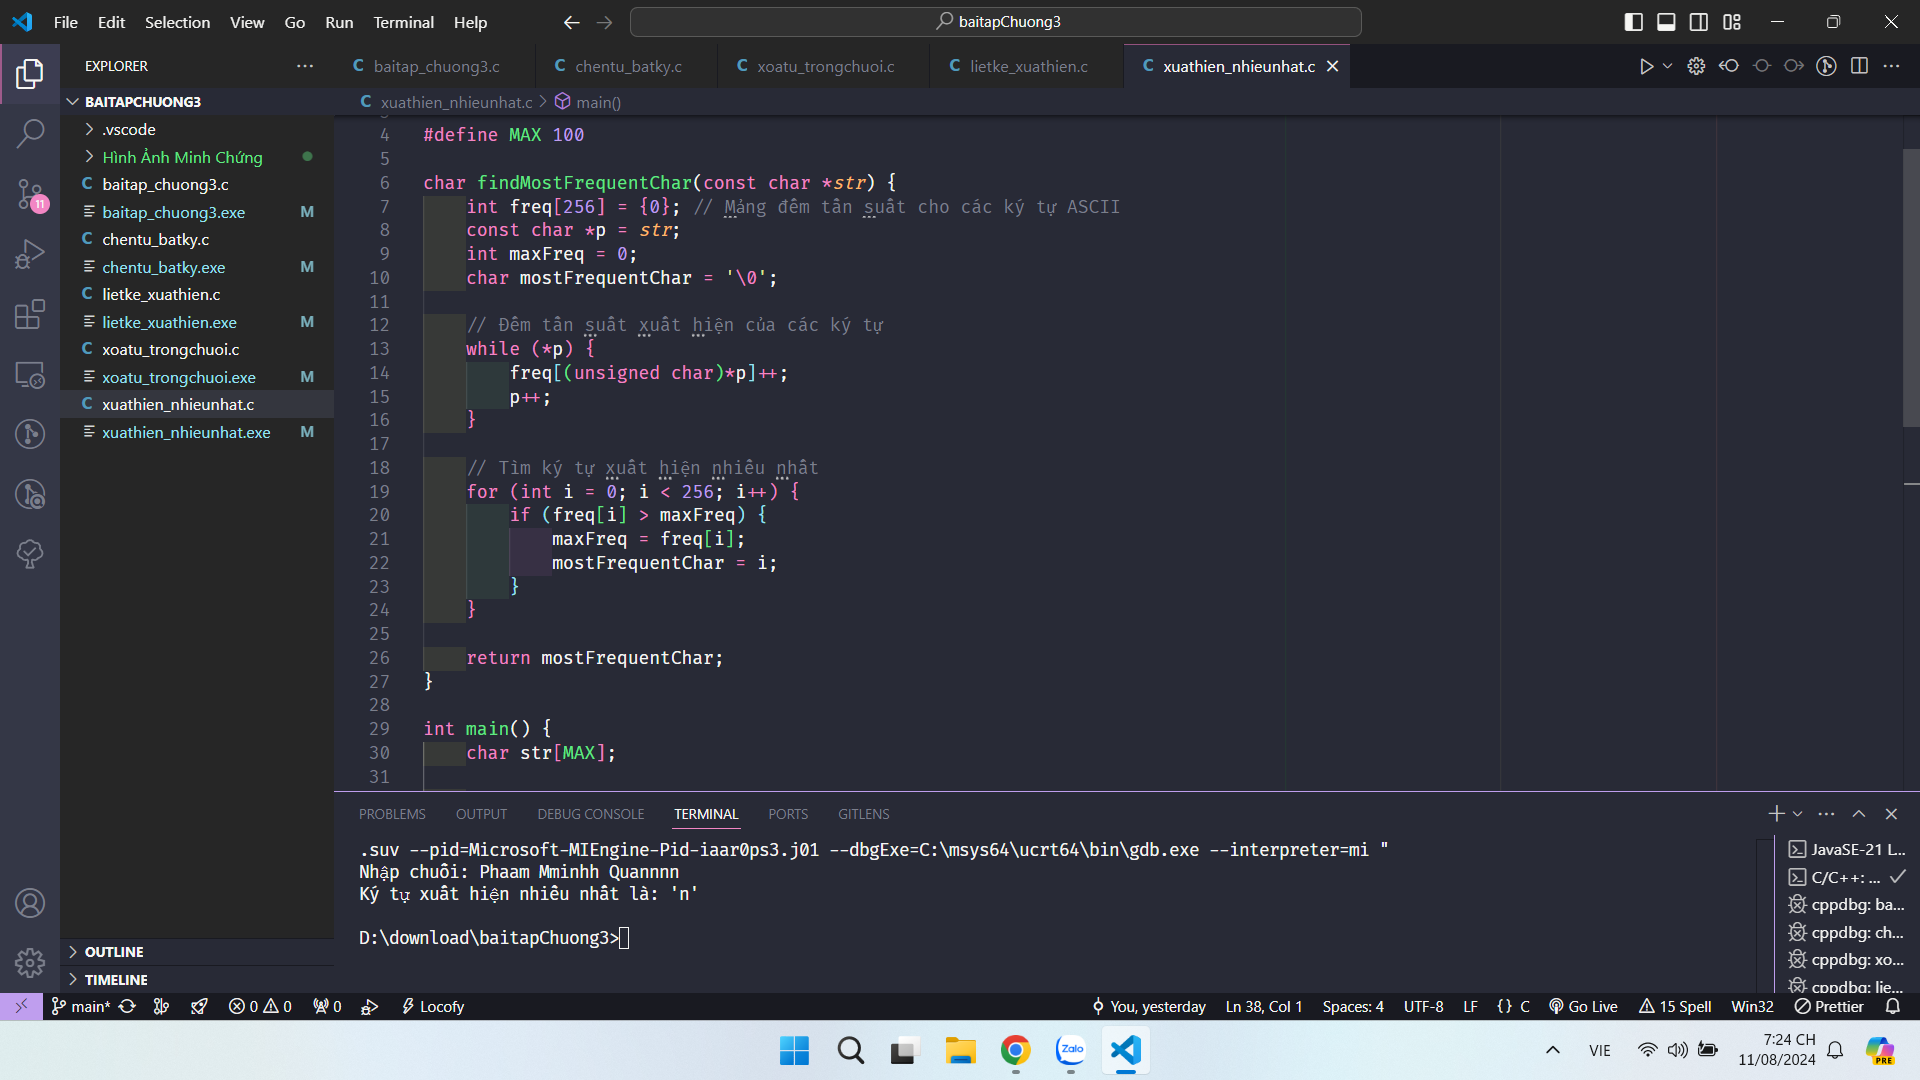 File Edit Selection View Go Run Terminal Help
baitapChuong3
EXPLORER
baitap_chuong3.c
chentu_batky.c
xoatu_trongchuoi.c
lietke_xuathien.c
xuathien_nhieunhat.c
BAITAPCHUONG3
.vscode
Hình Ảnh Minh Chứng
baitap_chuong3.c
baitap_chuong3.exe M
chentu_batky.c
chentu_batky.exe M
lietke_xuathien.c
lietke_xuathien.exe M
xoatu_trongchuoi.c
xoatu_trongchuoi.exe M
xuathien_nhieunhat.c
xuathien_nhieunhat.exe M
OUTLINE
TIMELINE
11
xuathien_nhieunhat.c > main()
4 #define MAX 100
5
6 char findMostFrequentChar(const char *str) {
7 int freq[256] = {0}; // Mảng đếm tần suất cho các ký tự ASCII
8 const char *p = str;
9 int maxFreq = 0;
10 char mostFrequentChar = '\0';
11
12 // Đếm tần suất xuất hiện của các ký tự
13 while (*p) {
14 freq[(unsigned char)*p]++;
15 p++;
16 }
17
18 // Tìm ký tự xuất hiện nhiều nhất
19 for (int i = 0; i < 256; i++) {
20 if (freq[i] > maxFreq) {
21 maxFreq = freq[i];
22 mostFrequentChar = i;
23 }
24 }
25
26 return mostFrequentChar;
27 }
28
29 int main() {
30 char str[MAX];
31
PROBLEMS OUTPUT DEBUG CONSOLE TERMINAL PORTS GITLENS
.suv --pid=Microsoft-MIEngine-Pid-iaar0ps3.j01 --dbgExe=C:\msys64\ucrt64\bin\gdb.exe --interpreter=mi "
Nhập chuỗi: Phaam Mminhh Quannnn
Ký tự xuất hiện nhiều nhất là: 'n'
D:\download\baitapChuong3>
JavaSE-21 L...
C/C++: ...
cppdbg: ba...
cppdbg: ch...
cppdbg: xo...
cppdbg: lie...
main* 0 0 0 Locofy You, yesterday Ln 38, Col 1 Spaces: 4 UTF-8 LF {} C Go Live 15 Spell Win32 Prettier
Zalo
VIE
7:24 CH
11/08/2024
PRE